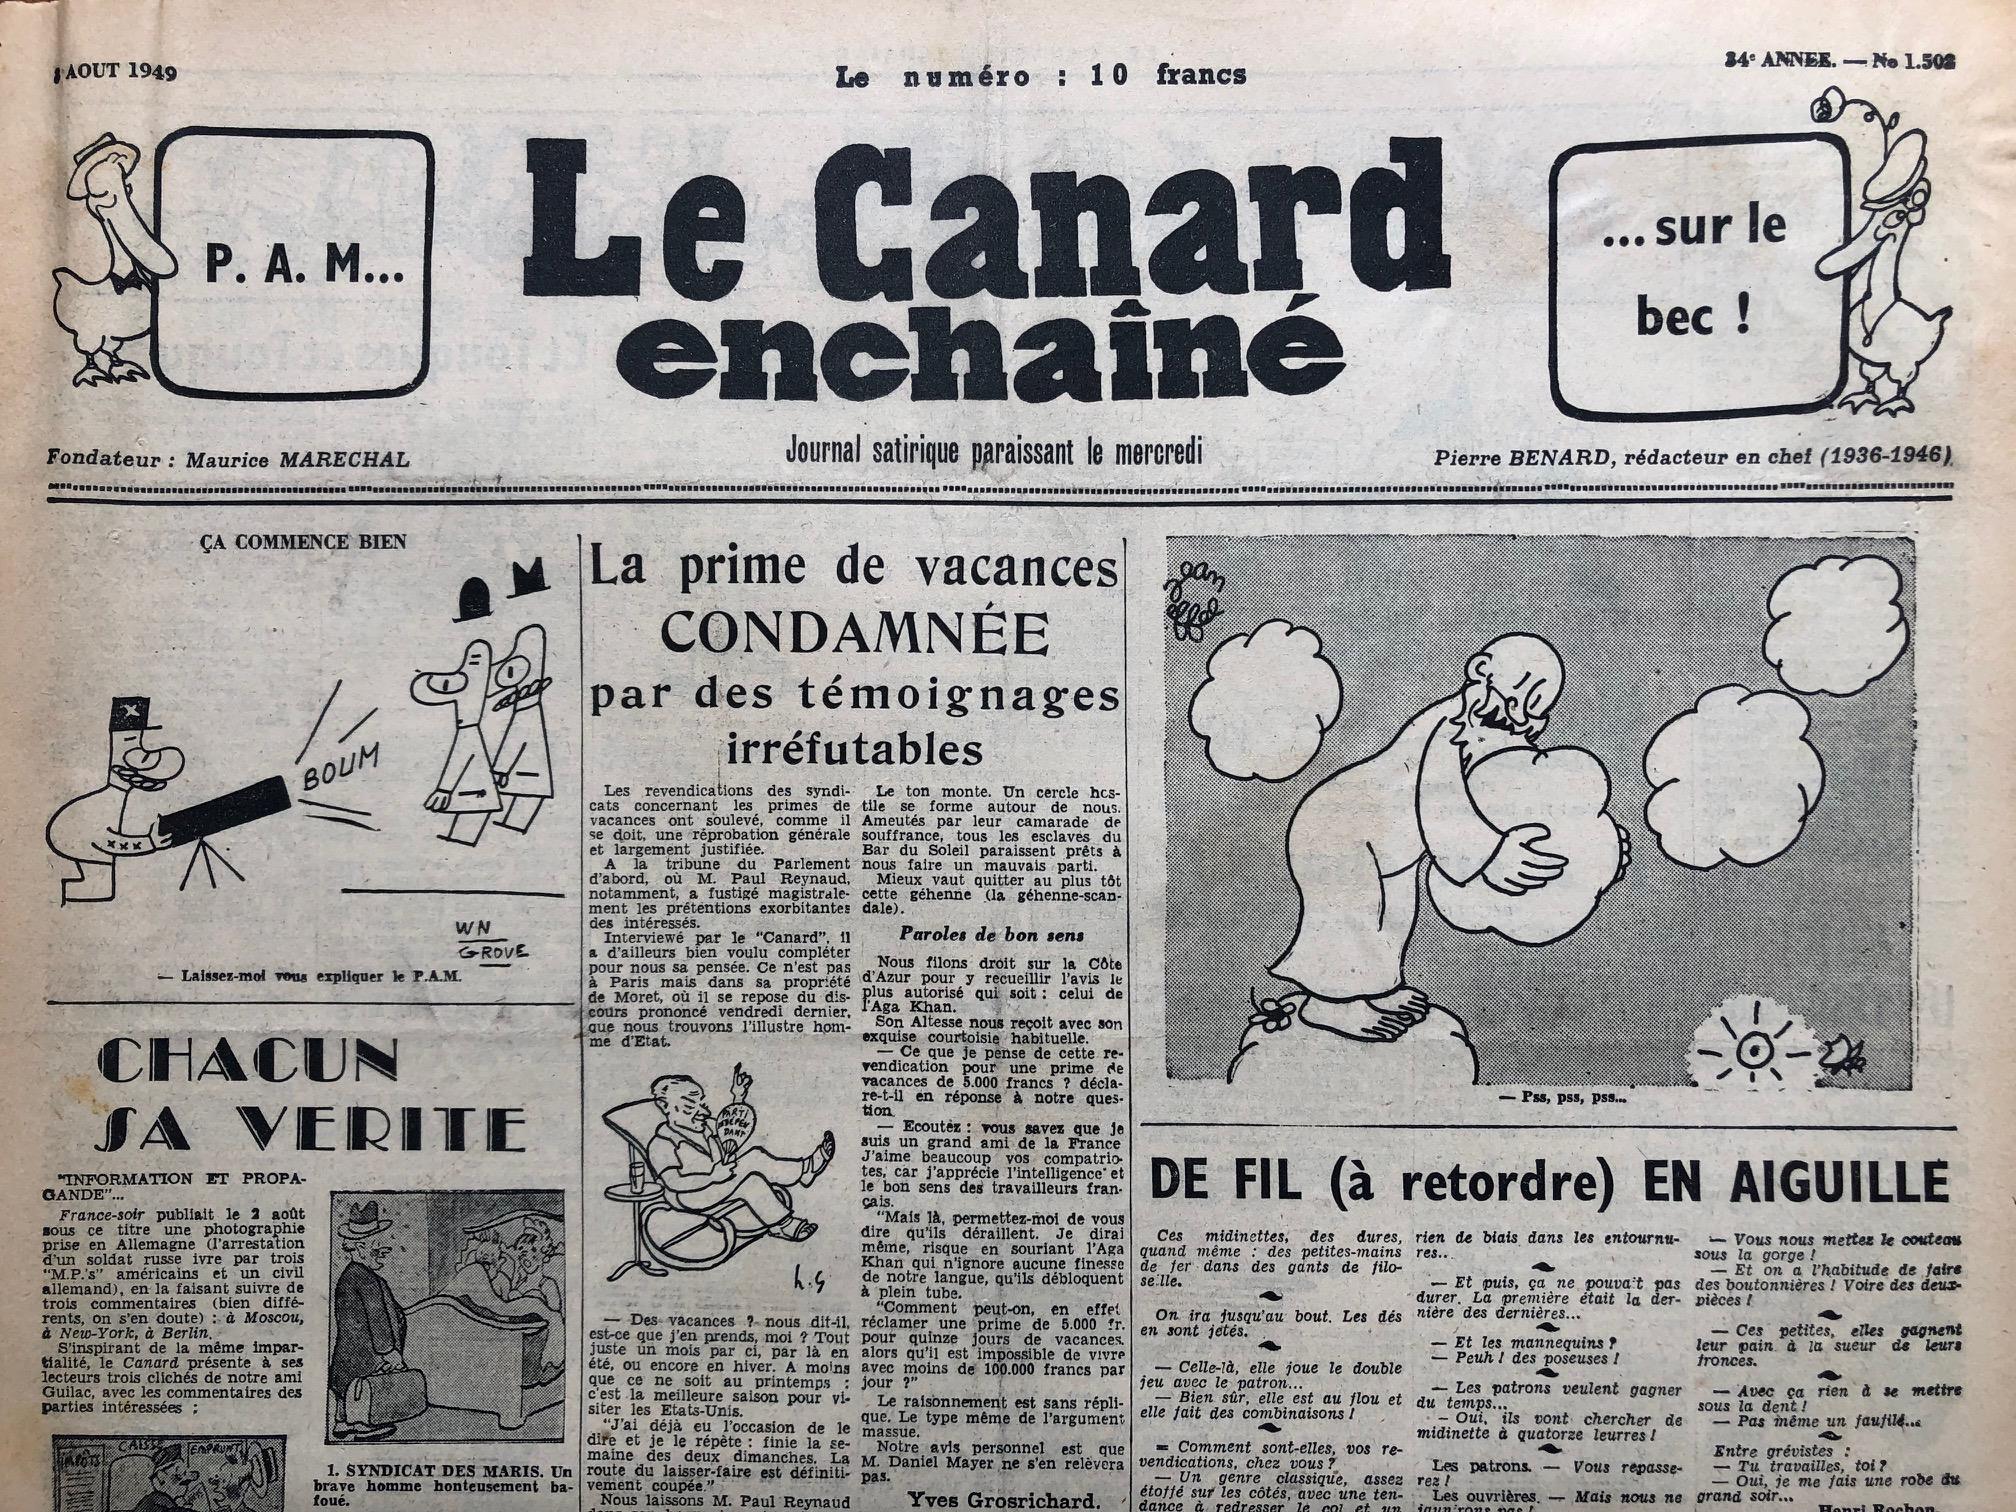 AOUT 1949
Le numéro : 10 francs
34e ANNEE. — No 1.502
P. A. M...
Le Canard
enchaîné
...sur le
bec !
Fondateur : Maurice MARECHAL
Journal satirique paraissant le mercredi
Pierre BENARD, rédacteur en chef (1936-1946)
ÇA COMMENCE BIEN
BOUM
WN
GROVE
— Laissez-moi vous expliquer le P.A.M.
CHACUN
SA VERITE
"INFORMATION ET PROPA-
GANDE"...
France-soir publiait le 2 août
sous ce titre une photographie
prise en Allemagne (l'arrestation
d'un soldat russe ivre par trois
"M.P.'s" américains et un civil
allemand), en la faisant suivre de
trois commentaires (bien diffé-
rents, on s'en doute) : à Moscou,
à New-York, à Berlin.
S'inspirant de la même impar-
tialité, le Canard présente à ses
lecteurs trois clichés de notre ami
Guilac, avec les commentaires des
parties intéressées :
IMPÔTS
CAISSE
EMPRUNT
1. SYNDICAT DES MARIS. Un
brave homme honteusement ba-
foué.
La prime de vacances
CONDAMNÉE
par des témoignages
irréfutables
Les revendications des syndi-
cats concernant les primes de
vacances ont soulevé, comme il
se doit, une réprobation générale
et largement justifiée.
A la tribune du Parlement
d'abord, où M. Paul Reynaud,
notamment, a fustigé magistrale-
ment les prétentions exorbitantes
des intéressés.
Interviewé par le "Canard", il
a d'ailleurs bien voulu compléter
pour nous sa pensée. Ce n'est pas
à Paris mais dans sa propriété
de Moret, où il se repose du dis-
cours prononcé vendredi dernier,
que nous trouvons l'illustre hom-
me d'Etat.
PARTI
INDEPEN
DANT
h.G
— Des vacances ? nous dit-il,
est-ce que j'en prends, moi ? Tout
juste un mois par ci, par là en
été, ou encore en hiver. A moins
que ce ne soit au printemps :
c'est la meilleure saison pour vi-
siter les Etats-Unis.
"J'ai déjà eu l'occasion de le
dire et je le répète : finie la se-
maine des deux dimanches. La
route du laisser-faire est définiti-
vement coupée."
Nous laissons M. Paul Reynaud
Le ton monte. Un cercle hos-
tile se forme autour de nous.
Ameutés par leur camarade de
souffrance, tous les esclaves du
Bar du Soleil paraissent prêts à
nous faire un mauvais parti.
Mieux vaut quitter au plus tôt
cette géhenne (la géhenne-scan-
dale).
Paroles de bon sens
Nous filons droit sur la Côte
d'Azur pour y recueillir l'avis le
plus autorisé qui soit : celui de
l'Aga Khan.
Son Altesse nous reçoit avec son
exquise courtoisie habituelle.
— Ce que je pense de cette re-
vendication pour une prime de
vacances de 5.000 francs ? décla-
re-t-il en réponse à notre ques-
tion.
— Ecoutez : vous savez que je
suis un grand ami de la France
J'aime beaucoup vos compatrio-
tes, car j'apprécie l'intelligence et
le bon sens des travailleurs fran-
çais.
"Mais là, permettez-moi de vous
dire qu'ils déraillent. Je dirai
même, risque en souriant l'Aga
Khan qui n'ignore aucune finesse
de notre langue, qu'ils débloquent
à plein tube.
"Comment peut-on, en effet
réclamer une prime de 5.000 fr.
pour quinze jours de vacances,
alors qu'il est impossible de vivre
avec moins de 100.000 francs par
jour ?"
Le raisonnement est sans répli-
que. Le type même de l'argument
massue.
Notre avis personnel est que
M. Daniel Mayer ne s'en relèvera
pas.
Yves Grosrichard.
Jean
Effel
— Pss, pss, pss...
DE FIL (à retordre) EN AIGUILLE
Ces midinettes, des dures,
quand même : des petites-mains
de fer dans des gants de filo-
selle.
On ira jusqu'au bout. Les dés
en sont jetés.
— Celle-là, elle joue le double
jeu avec le patron...
— Bien sûr, elle est au flou et
elle fait des combinaisons !
— Comment sont-elles, vos re-
vendications, chez vous ?
— Un genre classique, assez
étoffé sur les côtés, avec une ten-
dance à redresser le col et un
rien de biais dans les entournu-
res...
— Et puis, ça ne pouvait pas
durer. La première était la der-
nière des dernières...
— Et les mannequins ?
— Peuh ! des poseuses !
— Les patrons veulent gagner
du temps...
— Oui, ils vont chercher de
midinette à quatorze leurres !
Les patrons. — Vous repasse-
rez !
Les ouvrières. — Mais nous ne
— Vous nous mettez le couteau
sous la gorge !
— Et on a l'habitude de faire
des boutonnières ! Voire des deux-
pièces !
— Ces petites, elles gagnent
leur pain à la sueur de leurs
fronces.
— Avec ça rien à se mettre
sous la dent !
— Pas même un faufilé...
Entre grévistes :
— Tu travailles, toi ?
— Oui, je me fais une robe du
grand soir...